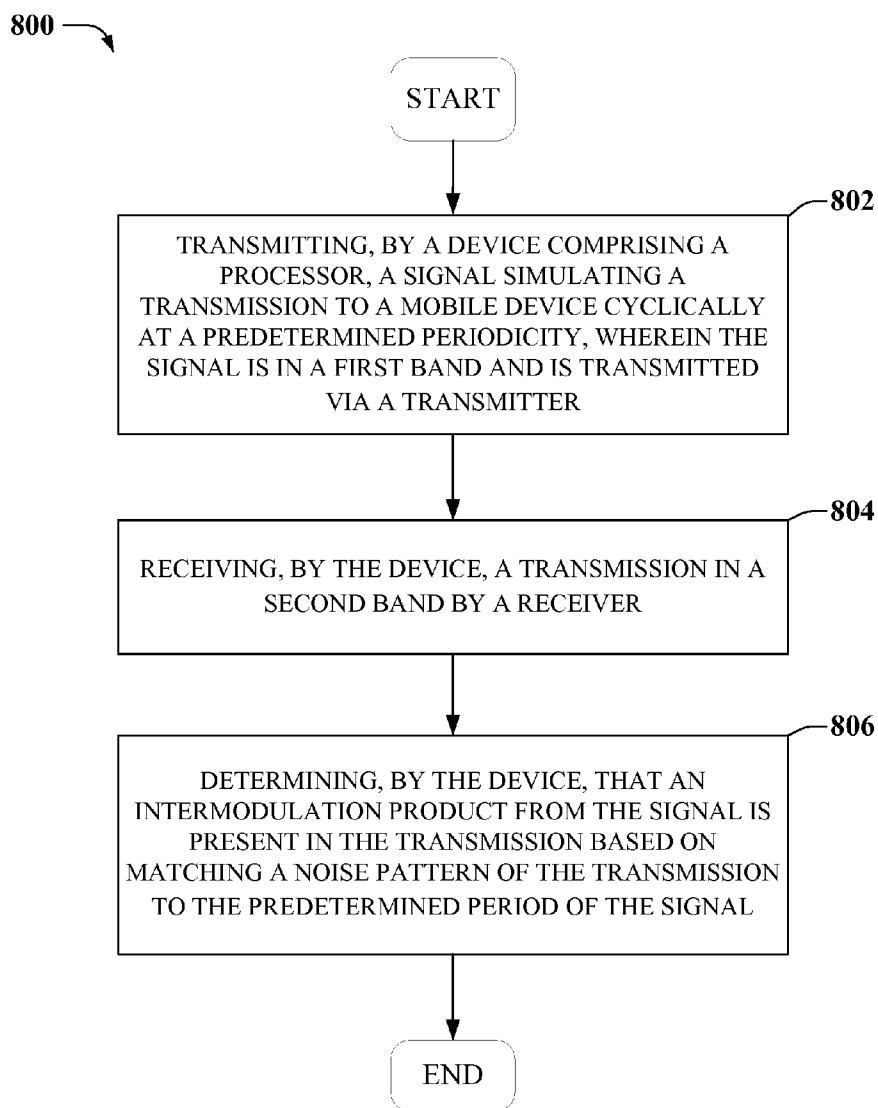 800
START
802
TRANSMITTING, BY A DEVICE COMPRISING A
PROCESSOR, A SIGNAL SIMULATING A
TRANSMISSION TO A MOBILE DEVICE CYCLICALLY
AT A PREDETERMINED PERIODICITY, WHEREIN THE
SIGNAL IS IN A FIRST BAND AND IS TRANSMITTED
VIA A TRANSMITTER
804
RECEIVING, BY THE DEVICE, A TRANSMISSION IN A
SECOND BAND BY A RECEIVER
806
DETERMINING, BY THE DEVICE, THAT AN
INTERMODULATION PRODUCT FROM THE SIGNAL IS
PRESENT IN THE TRANSMISSION BASED ON
MATCHING A NOISE PATTERN OF THE TRANSMISSION
TO THE PREDETERMINED PERIOD OF THE SIGNAL
END